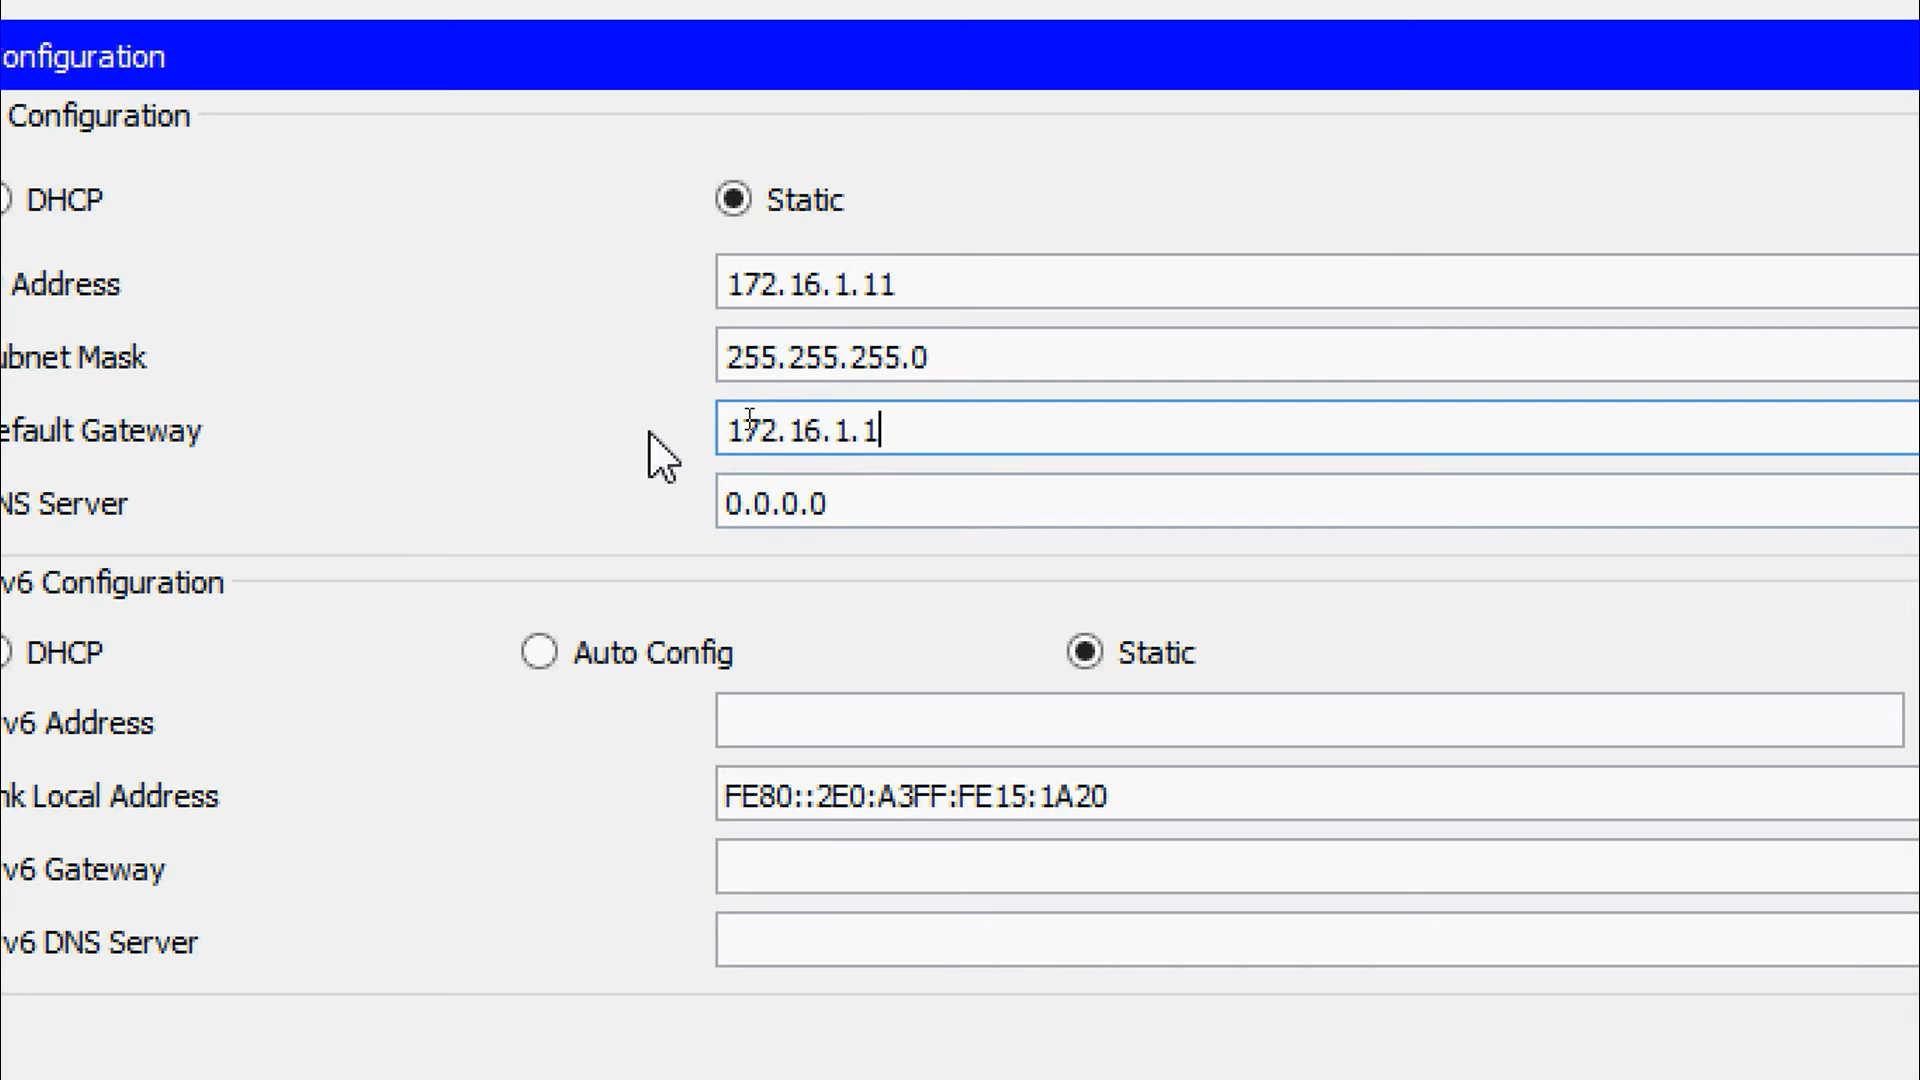 onfiguration
Configuration
DHCP Static
Address 172.16.1.11
ubnet Mask 255.255.255.0
efault Gateway 172.16.1.1
NS Server 0.0.0.0
v6 Configuration
DHCP Auto Config Static
v6 Address
nk Local Address FE80::2E0:A3FF:FE15:1A20
v6 Gateway
v6 DNS Server